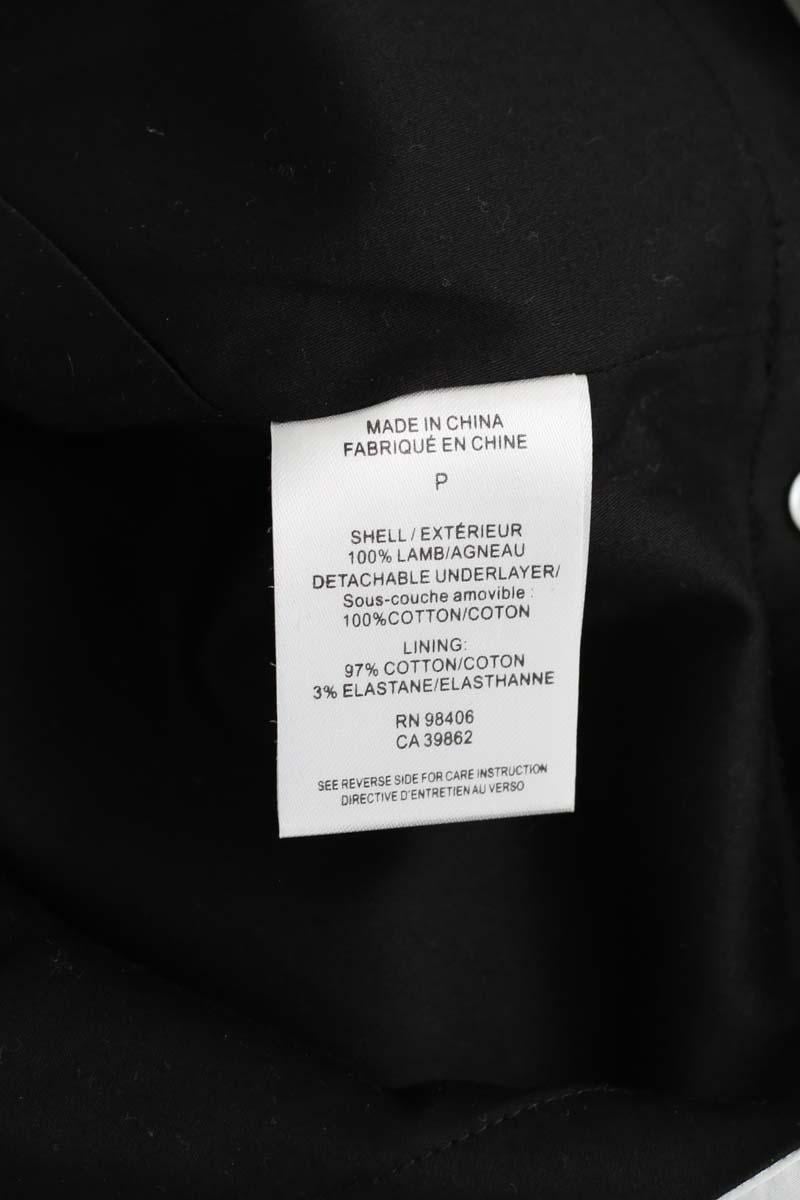 MADE IN CHINA
FABRIQUÉ EN CHINE
P
SHELL / EXTÉRIEUR
100% LAMB/AGNEAU
DETACHABLE UNDERLAYER/
Sous-couche amovible :
100%COTTON/COTON
LINING:
97% COTTON/COTON
3% ELASTANE/ELASTHANNE
RN 98406
CA 39862
SEE REVERSE SIDE FOR CARE INSTRUCTION
DIRECTIVE D'ENTRETIEN AU VERSO